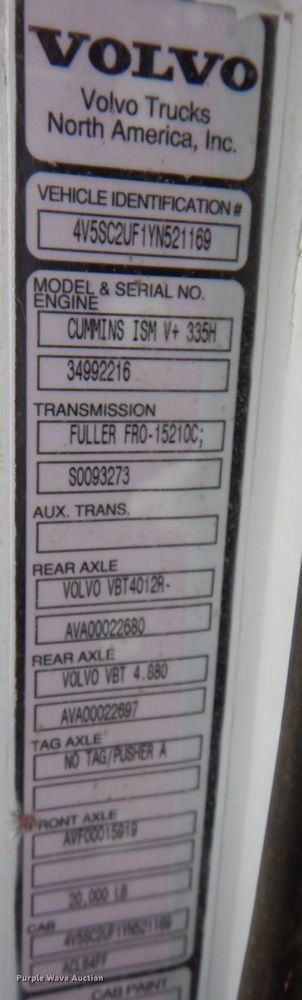 VOLVO
Volvo Trucks
North America, Inc.
VEHICLE IDENTIFICATION#
4V5SC2UF1YN521169
MODEL & SERIAL NO.
ENGINE
CUMMINS ISM V+ 335H
34992216
TRANSMISSION
FULLER FRO-15210C;
S0093273
AUX. TRANS.
REAR AXLE
VOLVO VBT4012R-
AVA00022680
REAR AXLE
VOLVO VBT 4.880
AVA00022697
TAG AXLE
NO TAG/PUSHER A
FRONT AXLE
AVF00015919
20,000 LB
CAB
4V5SC2UF1YN521169
CAB PAINT
Purple Wave Auction